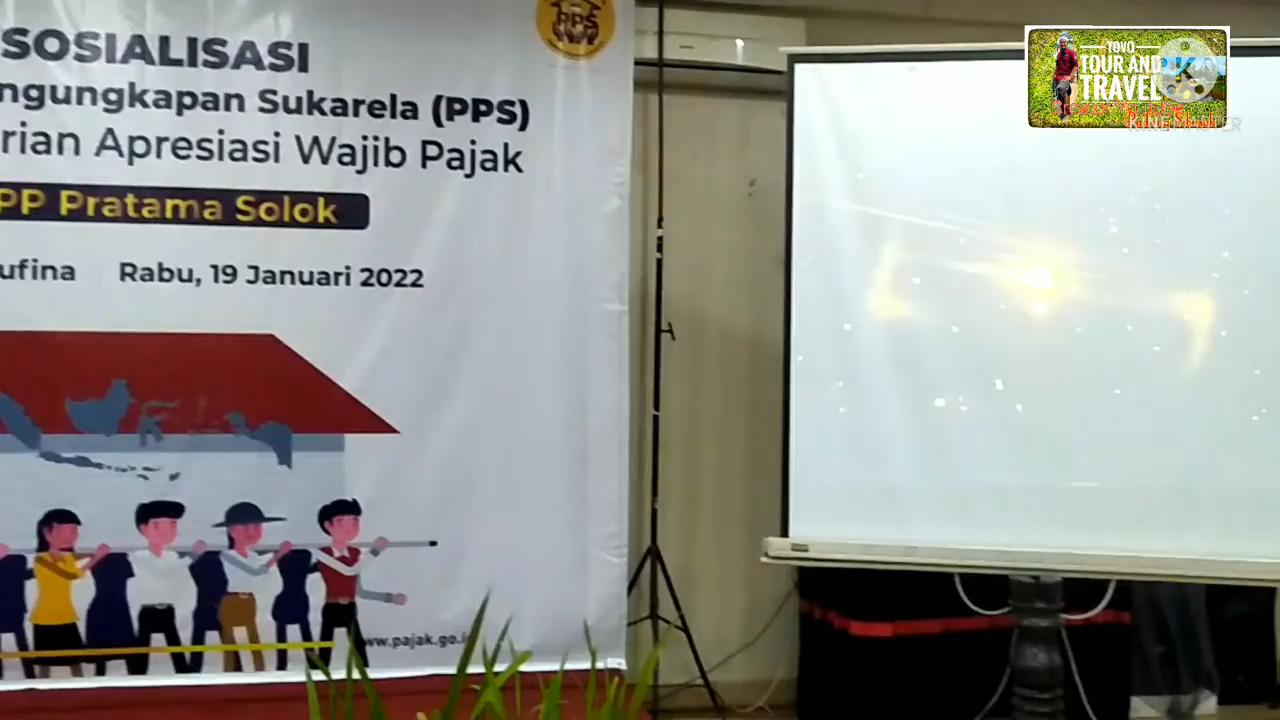 SOSIALISASI
ngungkapan Sukarela (PPS)
rian Apresiasi Wajib Pajak
PP Pratama Solok
ufina Rabu, 19 Januari 2022
www.pajak.go.i
PPS
TOVO
TOUR AND
TRAVEL
K